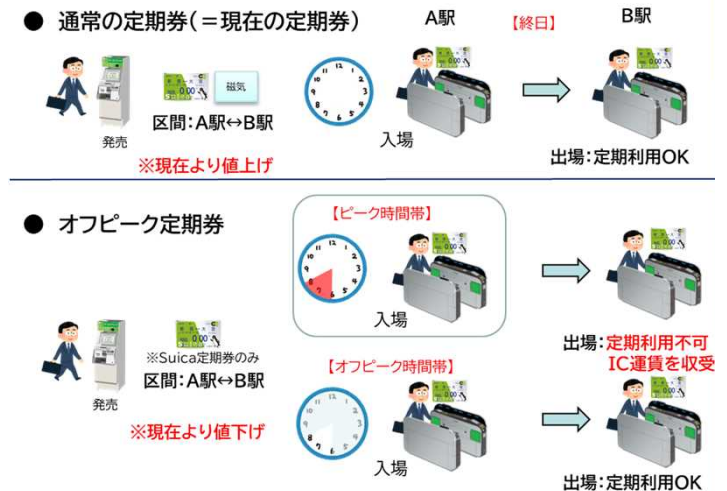 ● 通常の定期券(=現在の定期券)
A駅
【終日】
B駅
磁気
区間:A駅↔B駅
発売
入場
※現在より値上げ
出場:定期利用OK
● オフピーク定期券
【ピーク時間帯】
入場
※Suica定期券のみ
区間:A駅↔B駅
発売
※現在より値下げ
出場:定期利用不可
IC運賃を収受
【オフピーク時間帯】
入場
出場:定期利用OK